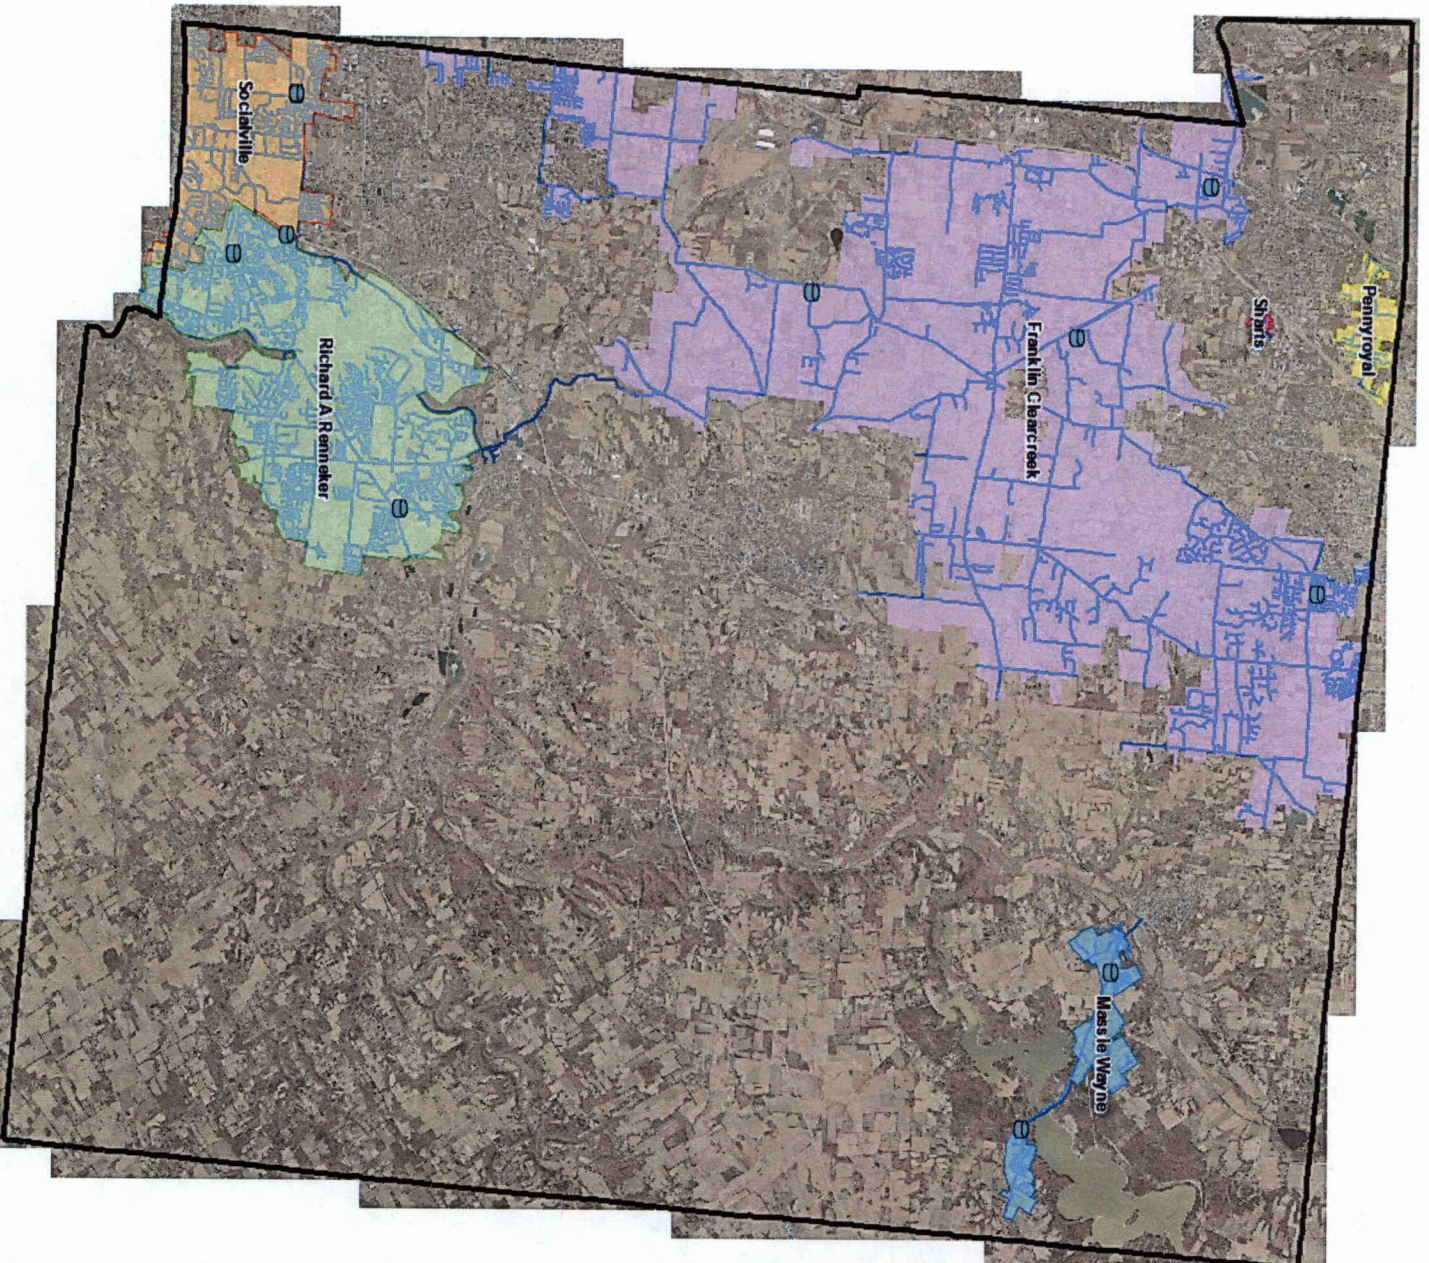 Pennyroyal
Sharts
Franklin Clearcreek
Massie Wayne
Socialville
Richard A Renneker